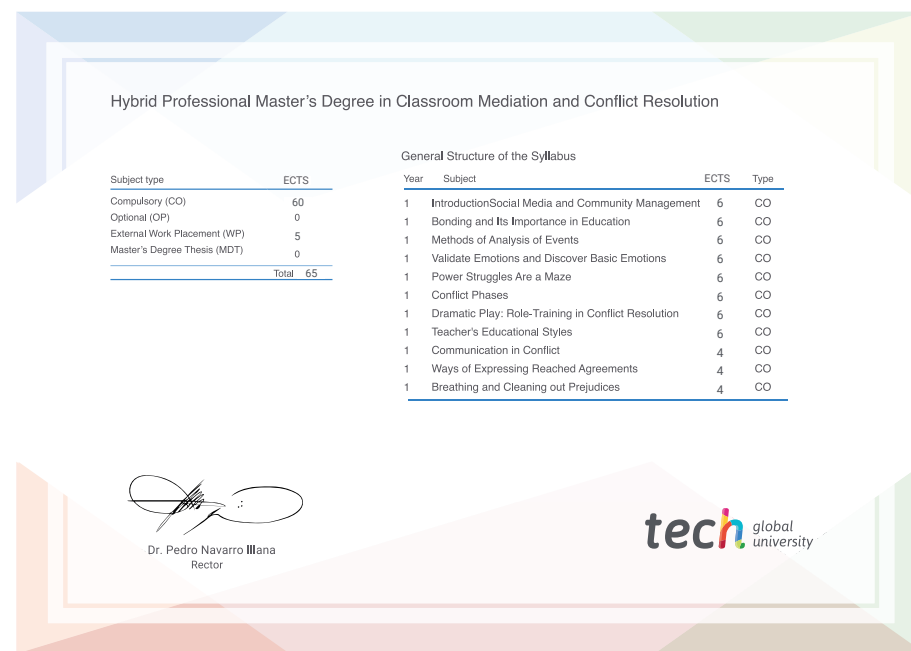 Hybrid Professional Master's Degree in Classroom Mediation and Conflict Resolution
Subject type ECTS
Compulsory (CO) 60
Optional (OP) 0
External Work Placement (WP) 5
Master's Degree Thesis (MDT) 0
Total 65
General Structure of the Syllabus
Year Subject ECTS Type
1 IntroductionSocial Media and Community Management 6 CO
1 Bonding and Its Importance in Education 6 CO
1 Methods of Analysis of Events 6 CO
1 Validate Emotions and Discover Basic Emotions 6 CO
1 Power Struggles Are a Maze 6 CO
1 Conflict Phases 6 CO
1 Dramatic Play: Role-Training in Conflict Resolution 6 CO
1 Teacher's Educational Styles 6 CO
1 Communication in Conflict 4 CO
1 Ways of Expressing Reached Agreements 4 CO
1 Breathing and Cleaning out Prejudices 4 CO
Dr. Pedro Navarro Illana
Rector
tech global
university